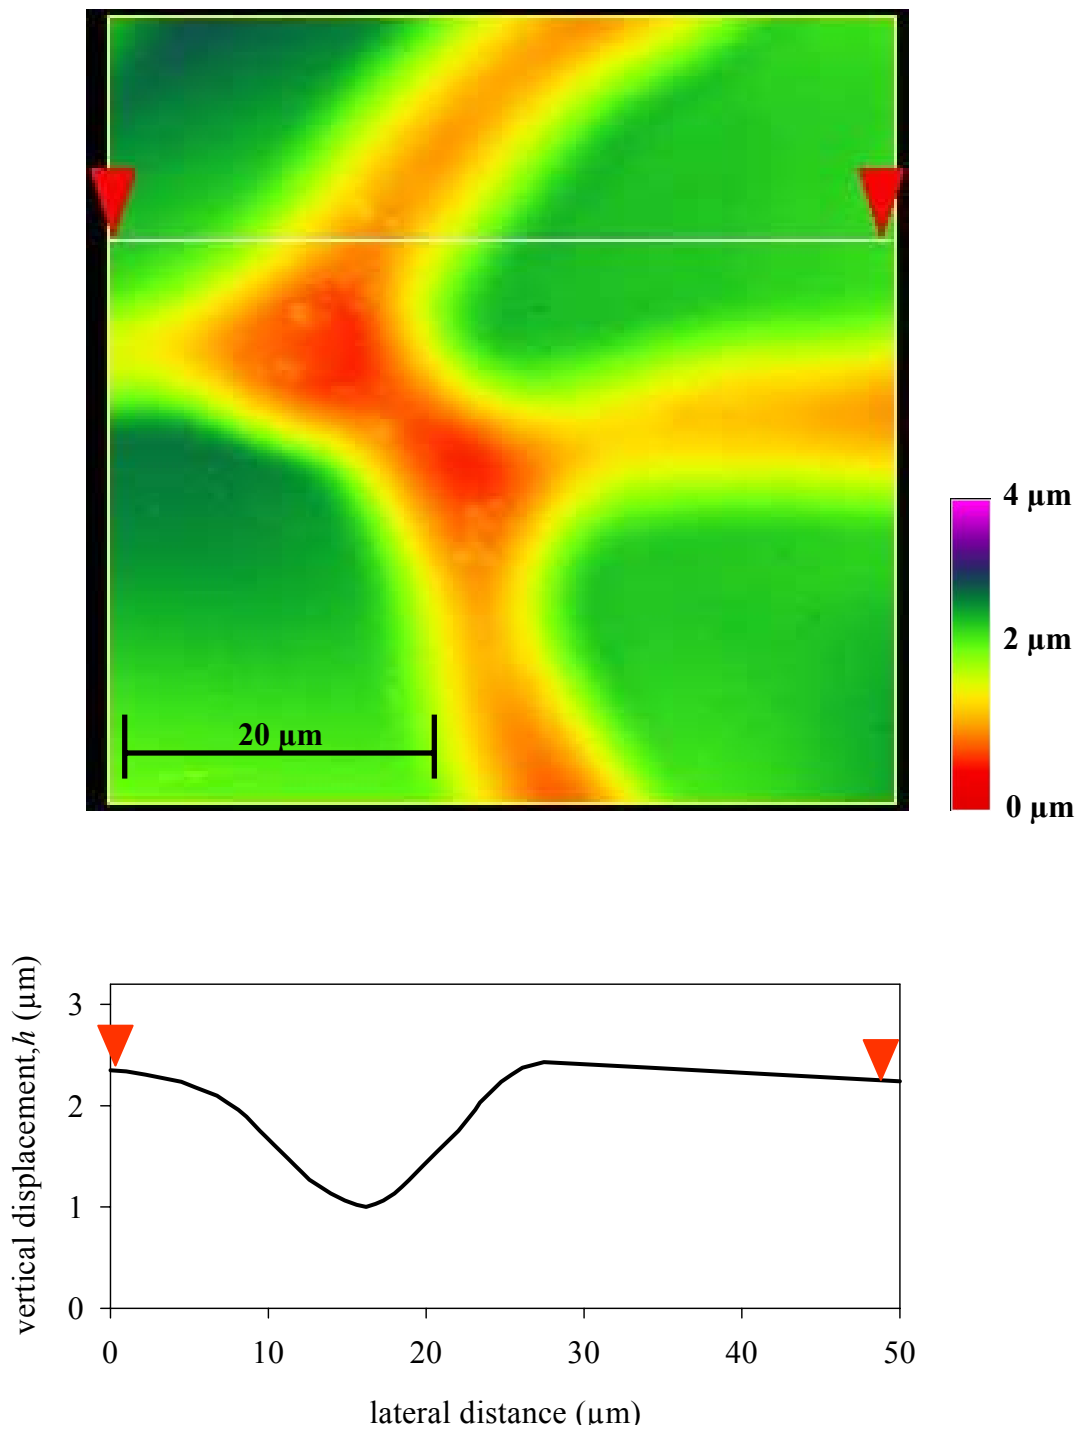 4 µm
2 µm
20 µm
0 µm
vertical displacement,h (µm)
3
2
1
0
0 10 20 30 40 50
lateral distance (µm)